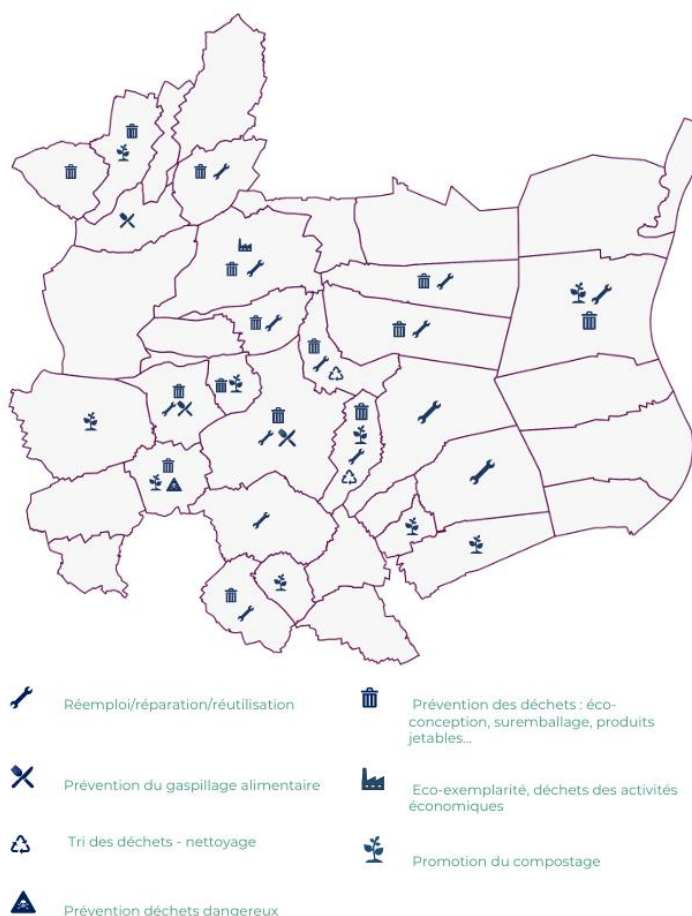 Réemploi/réparation/réutilisation
Prévention des déchets : éco-
conception, suremballage, produits
jetables...
Prévention du gaspillage alimentaire
Eco-exemplarité, déchets des activités
économiques
Tri des déchets - nettoyage
Promotion du compostage
Prévention déchets dangereux